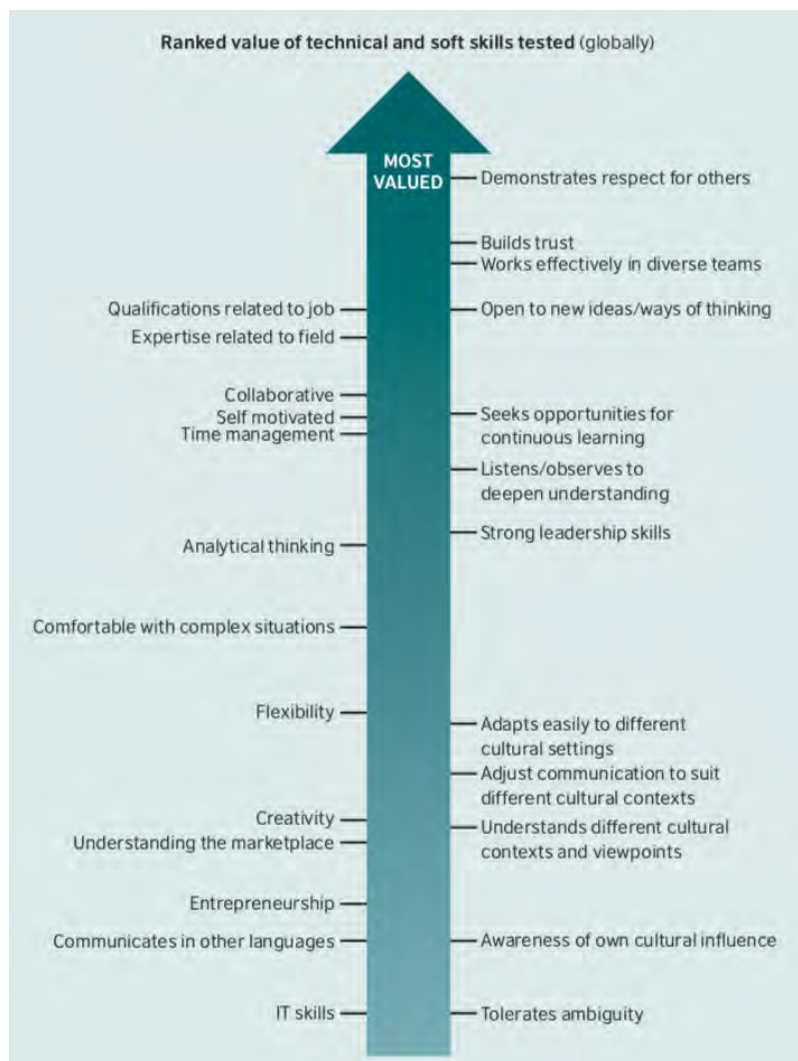 Ranked value of technical and soft skills tested (globally)
MOST
VALUED
Demonstrates respect for others
Builds trust
Works effectively in diverse teams
Qualifications related to job
Open to new ideas/ways of thinking
Expertise related to field
Collaborative
Self motivated
Seeks opportunities for
continuous learning
Time management
Listens/observes to
deepen understanding
Strong leadership skills
Analytical thinking
Comfortable with complex situations
Flexibility
Adapts easily to different
cultural settings
Adjust communication to suit
different cultural contexts
Creativity
Understands different cultural
contexts and viewpoints
Understanding the marketplace
Entrepreneurship
Communicates in other languages
Awareness of own cultural influence
IT skills
Tolerates ambiguity